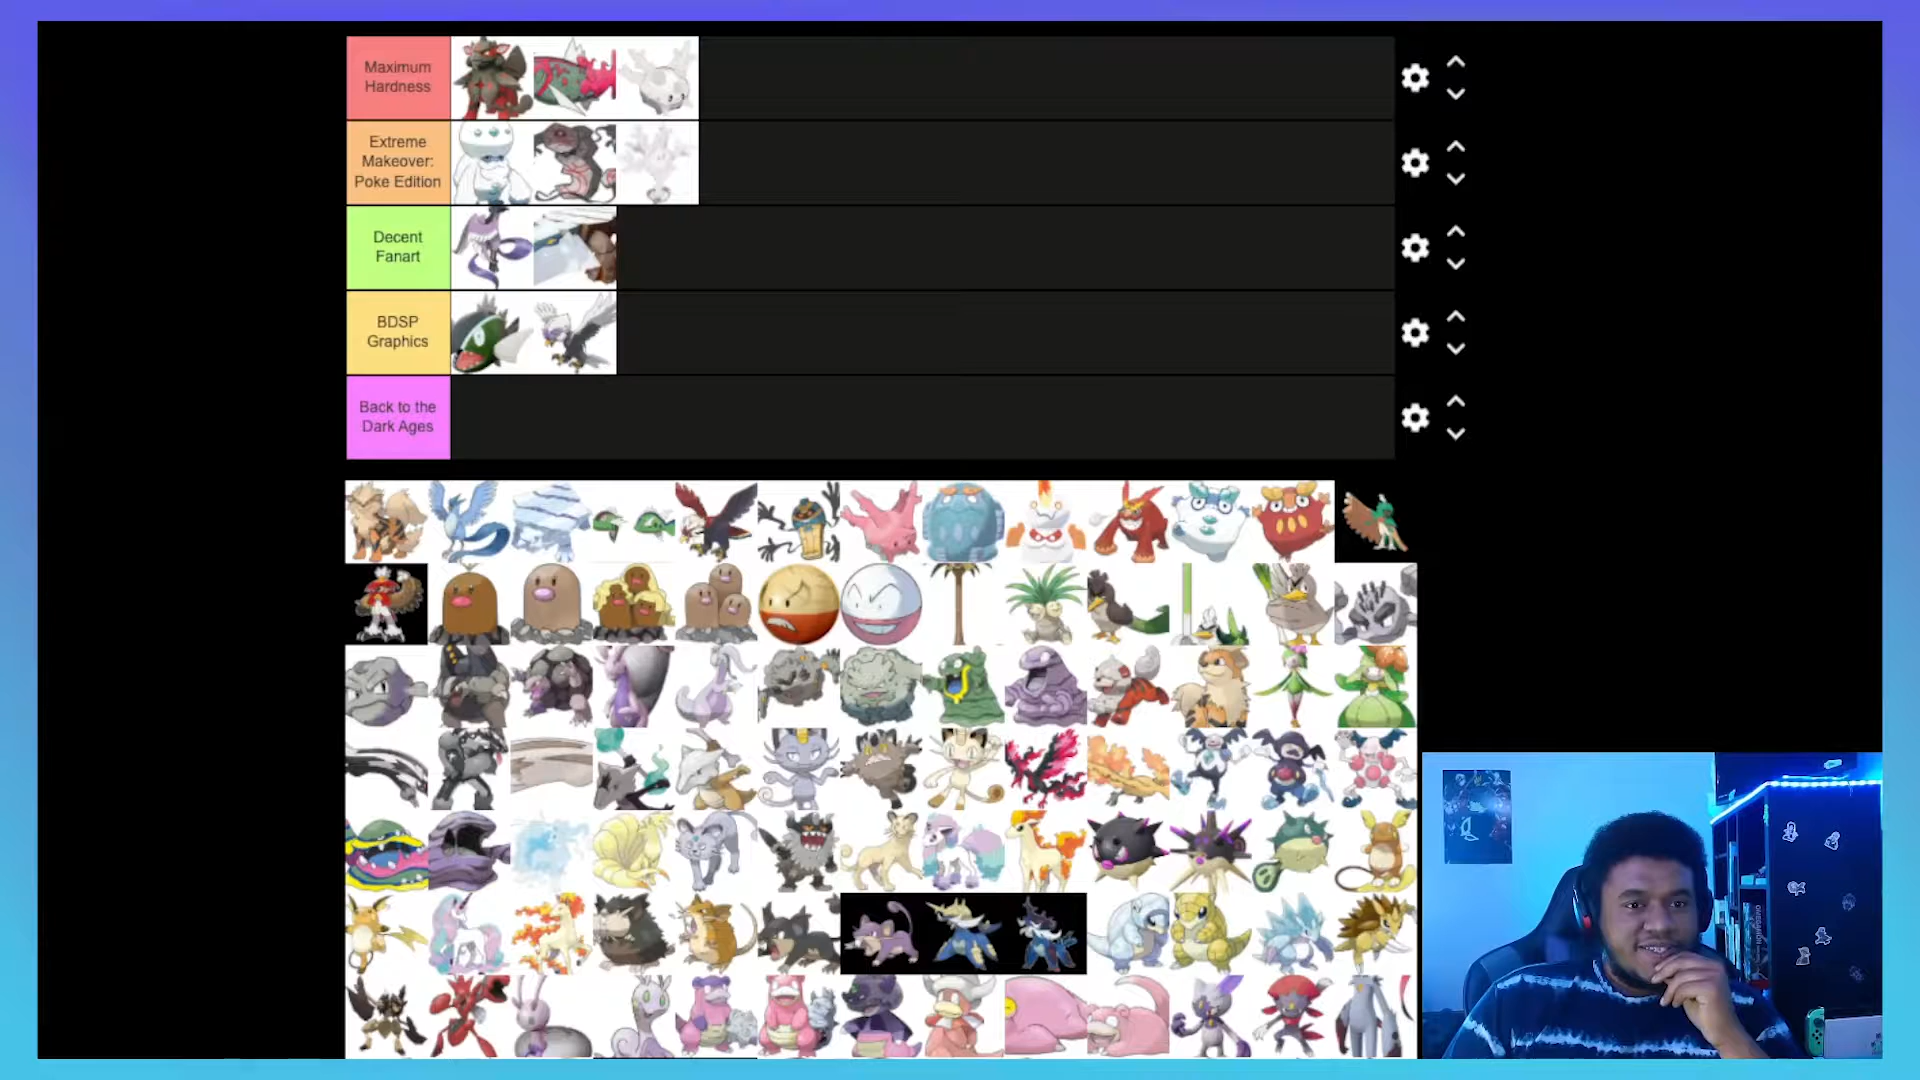 Maximum
Hardness
Extreme
Makeover:
Poke Edition
Decent
Fanart
BDSP
Graphics
Back to the
Dark Ages